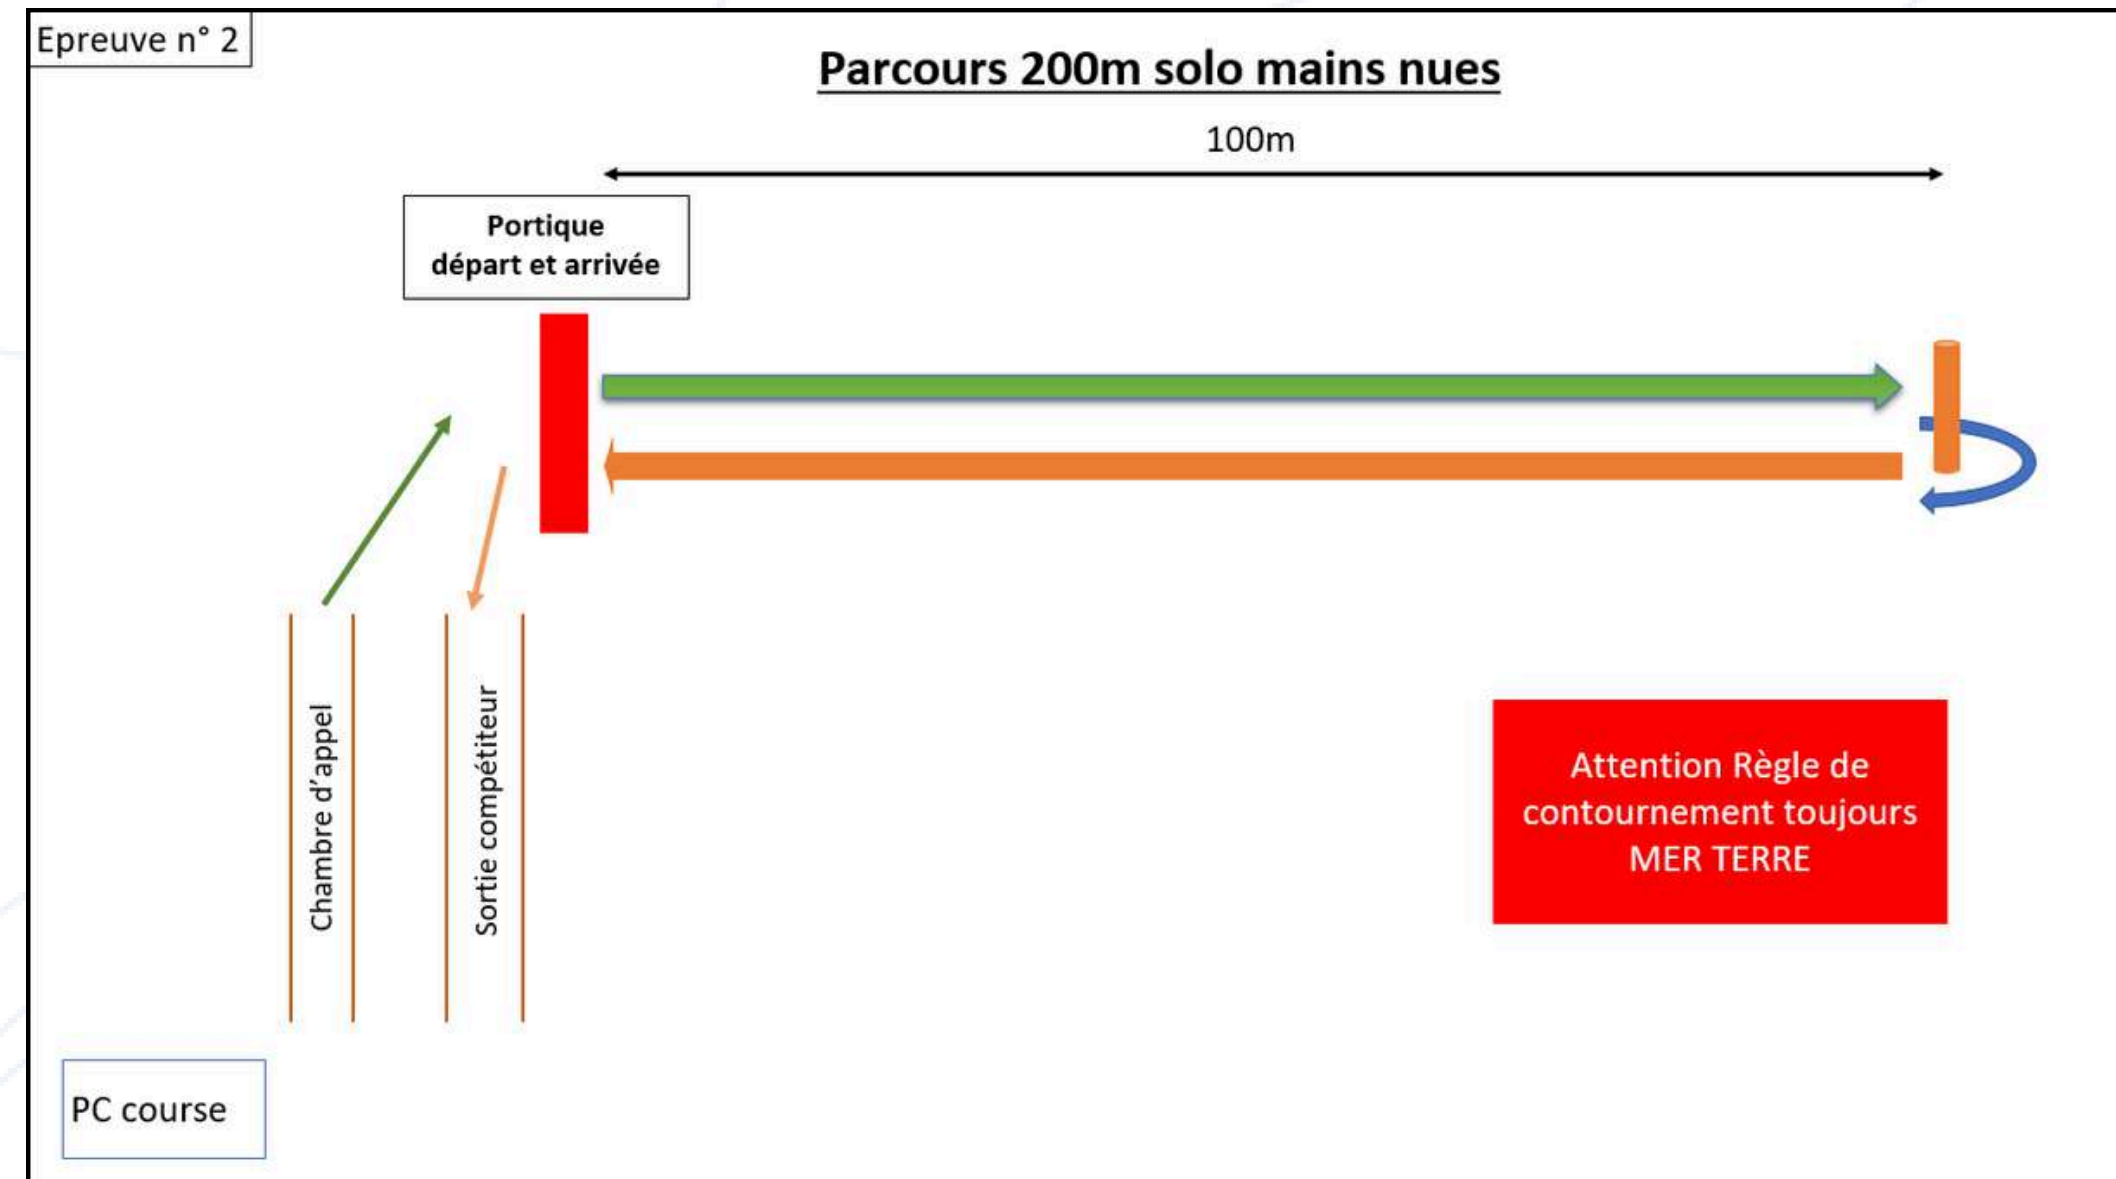 Epreuve n° 2
Parcours 200m solo mains nues
100m
Portique
départ et arrivée
Chambre d'appel
Sortie compétiteur
Attention Règle de
contournement toujours
MER TERRE
PC course